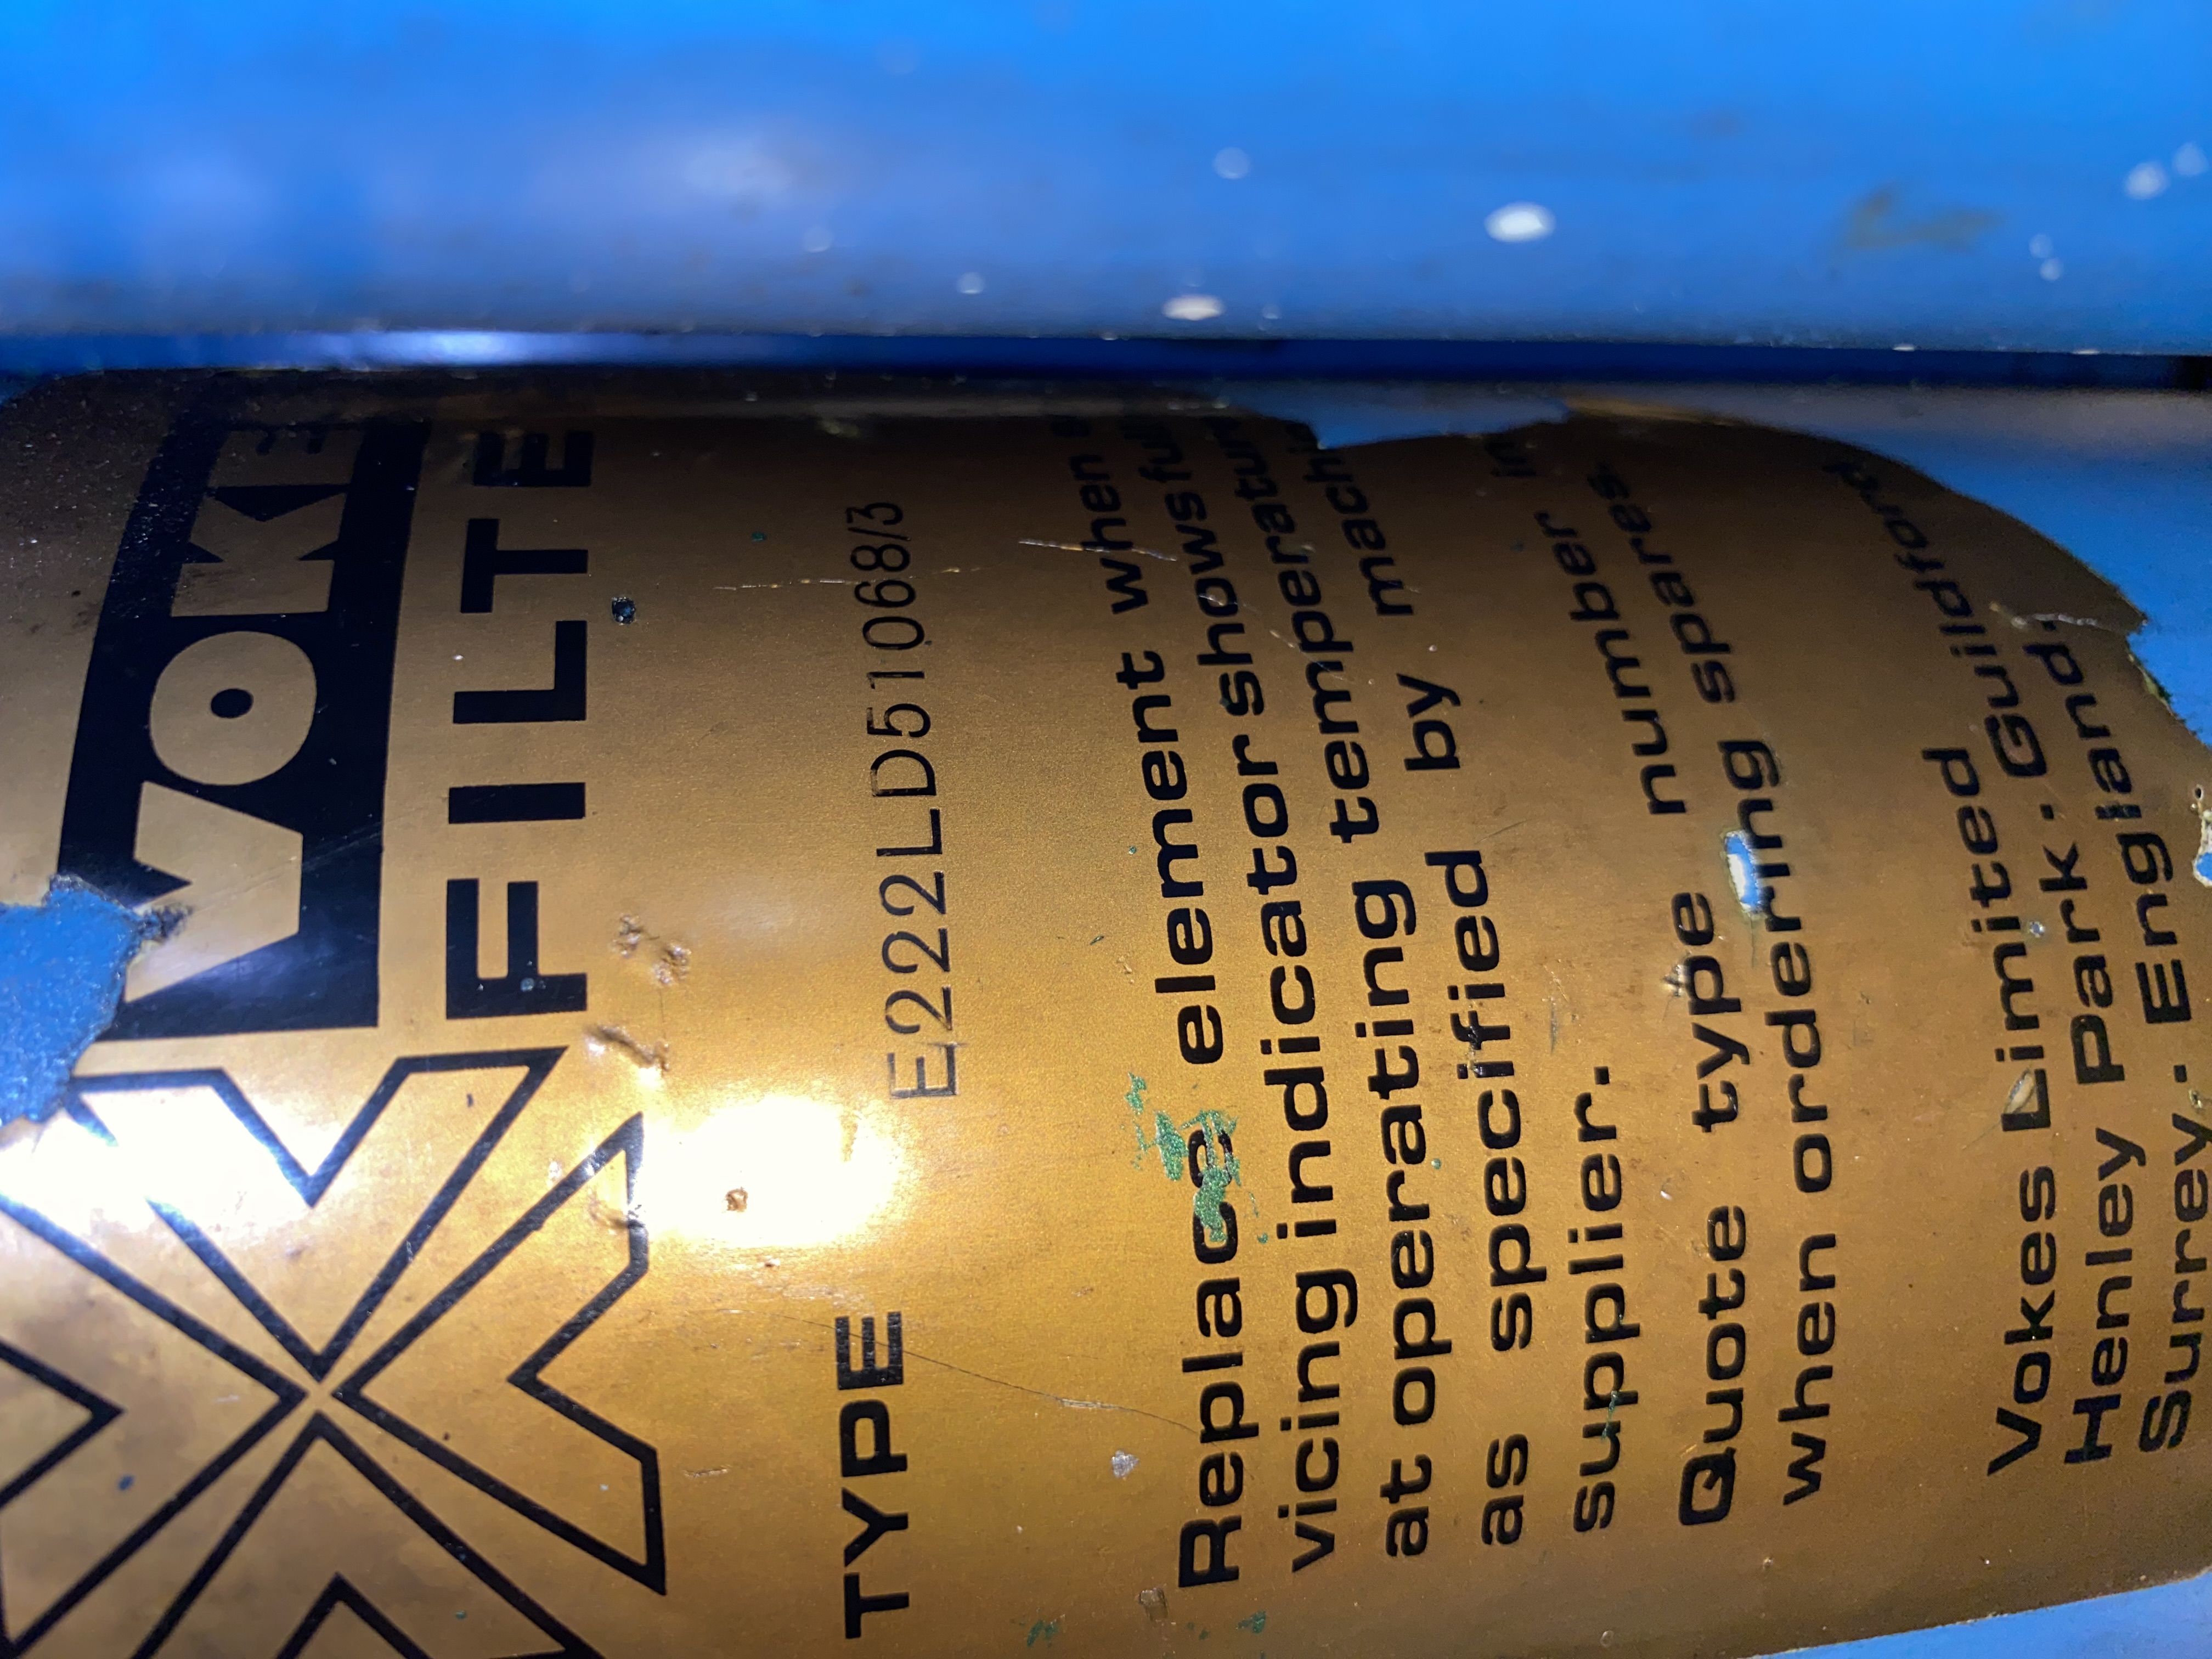 VOKE
FILTE
TYPE E222LD51068/3
Replace element when
vicing indicator shows
at operating
as specified by
supplier.
Quote type number
when ordering spares
Vokes Limited
Henley Park. Guildford
Surrey. England.